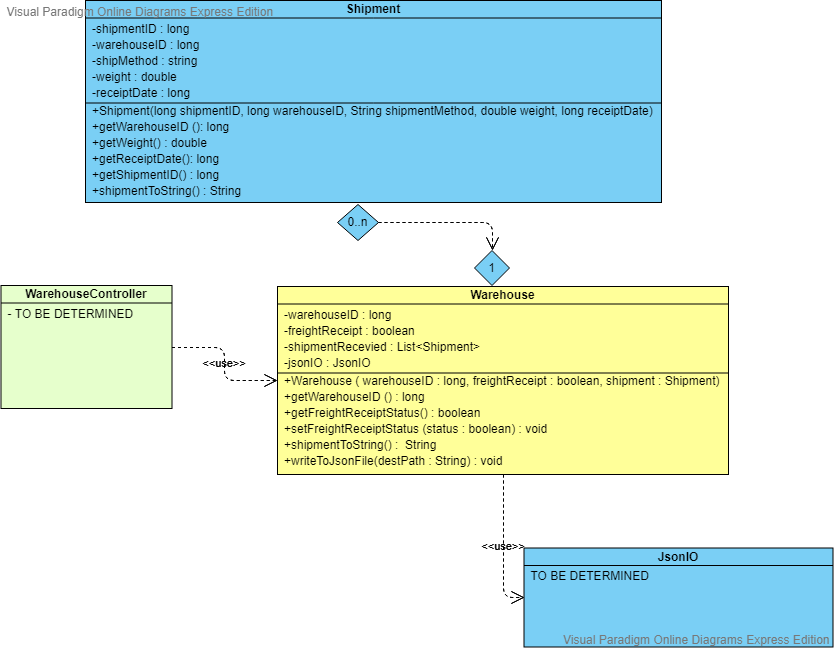 Visual Paradigm Online Diagrams Express Edition
Shipment
-shipmentID : long
-warehouseID : long
-shipMethod : string
-weight : double
-receiptDate : long
+Shipment(long shipmentID, long warehouseID, String shipmentMethod, double weight, long receiptDate)
+getWarehouseID (): long
+getWeight() : double
+getReceiptDate(): long
+getShipmentID() : long
+shipmentToString() : String
0..n
1
WarehouseController
- TO BE DETERMINED
<<use>>
Warehouse
-warehouseID : long
-freightReceipt : boolean
-shipmentRecevied : List<Shipment>
-jsonIO : JsonIO
+Warehouse ( warehouseID : long, freightReceipt : boolean, shipment : Shipment)
+getWarehouseID () : long
+getFreightReceiptStatus() : boolean
+setFreightReceiptStatus (status : boolean) : void
+shipmentToString() :  String
+writeToJsonFile(destPath : String) : void
<<use>>
JsonIO
TO BE DETERMINED
Visual Paradigm Online Diagrams Express Edition